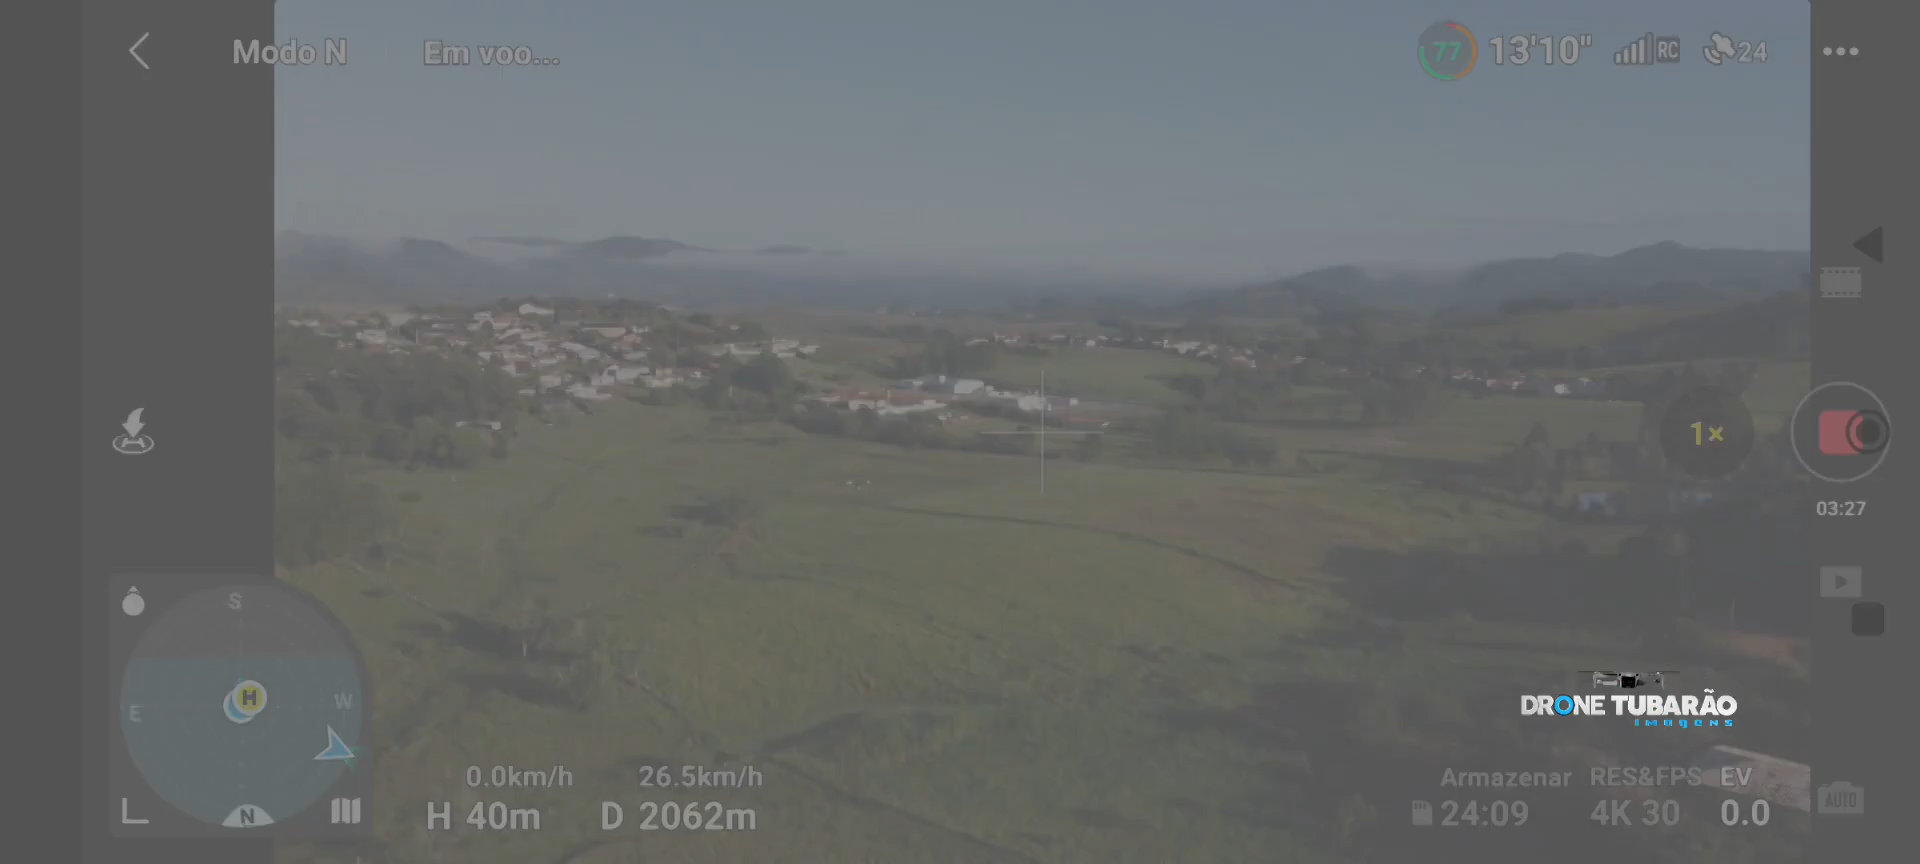 Modo N
Em voo...
77
13'10"
RC
24
1×
03:27
S
E
H
W
N
0.0km/h
26.5km/h
H 40m
D 2062m
DRONE TUBARÃO
imagens
Armazenar
RES&FPS
EV
24:09
4K 30
0.0
AUTO